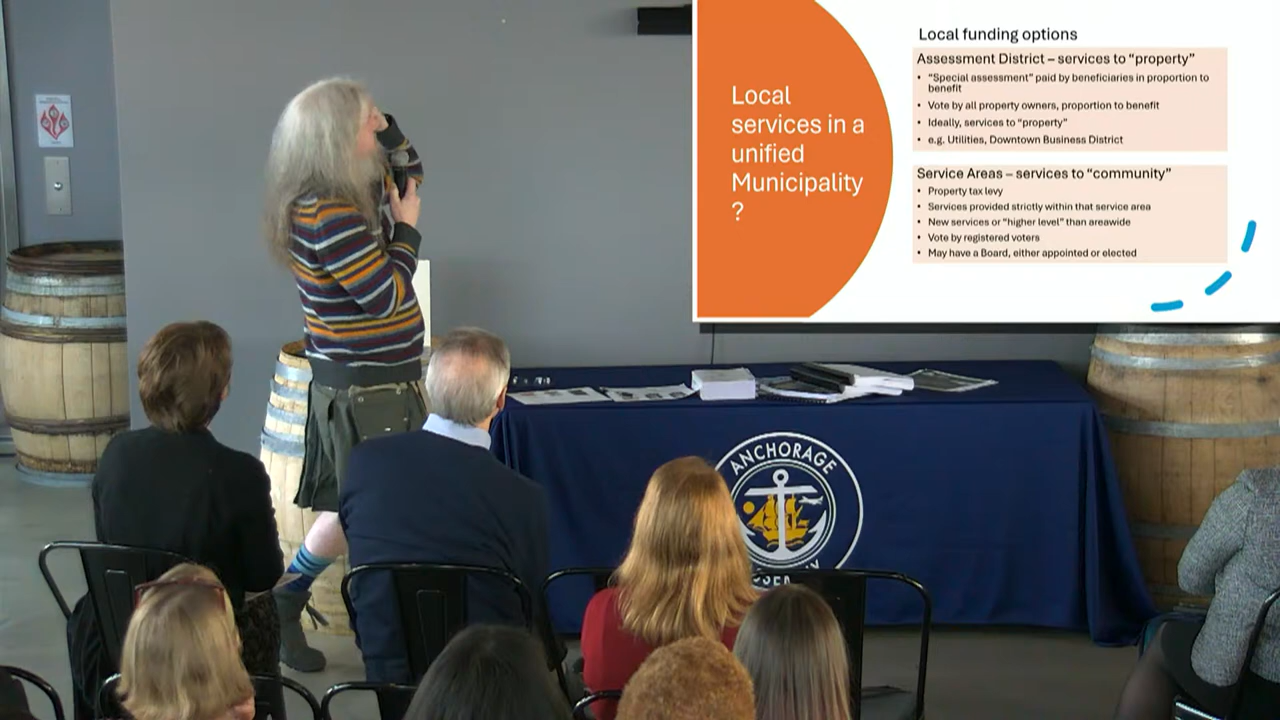 Local
services in a
unified
Municipality
?
Local funding options
Assessment District – services to “property”
• “Special assessment” paid by beneficiaries in proportion to
benefit
• Vote by all property owners, proportion to benefit
• Ideally, services to “property”
• e.g. Utilities, Downtown Business District
Service Areas – services to “community”
• Property tax levy
• Services provided strictly within that service area
• New services or “higher level” than areawide
• Vote by registered voters
• May have a Board, either appointed or elected
ANCHORAGE